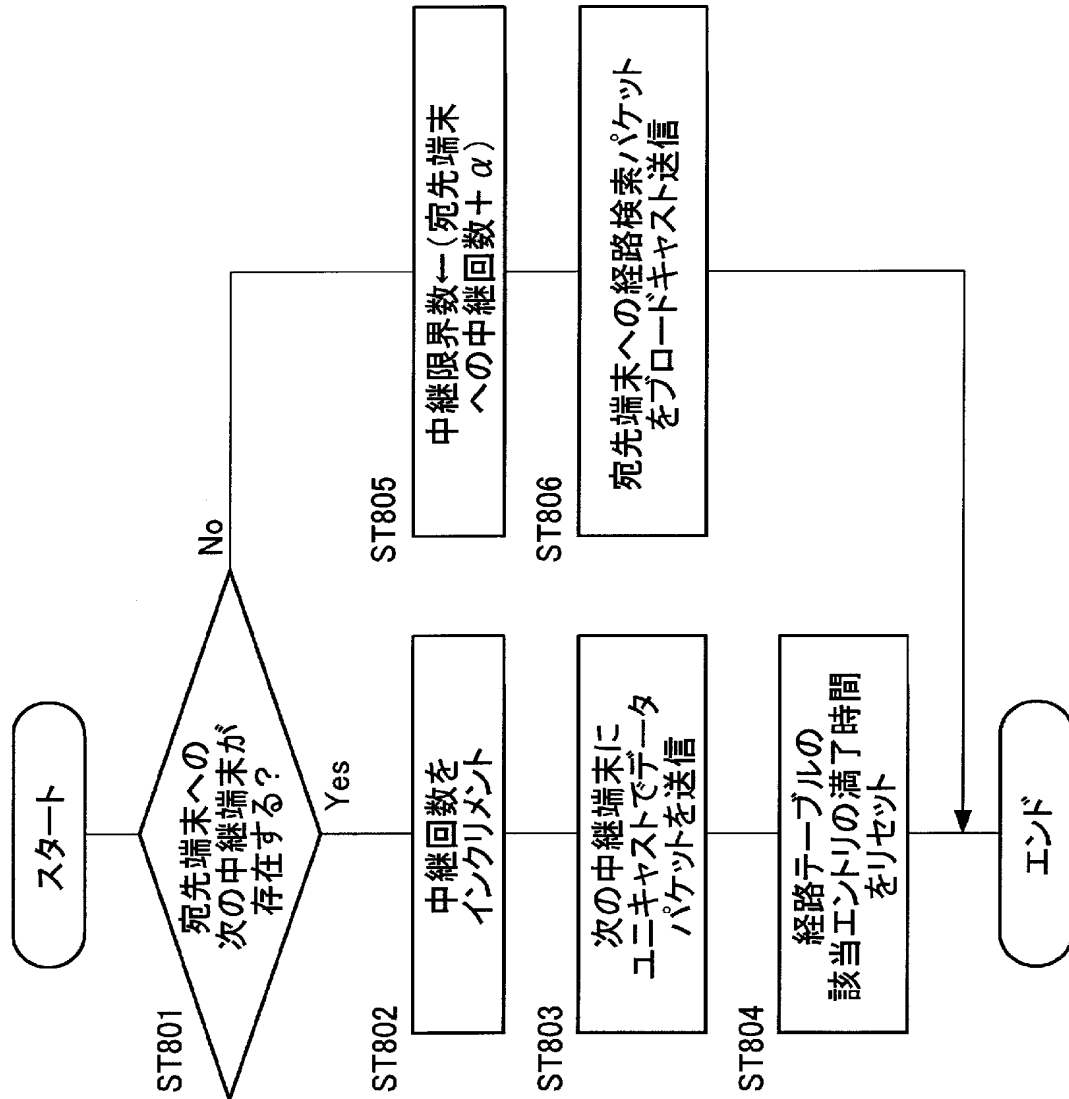 スタート
ST801
宛先端末への
次の中継端末が
存在する?
No
Yes
ST802
中継回数を
インクリメント
ST803
次の中継端末に
ユニキャストでデータ
パケットを送信
ST804
経路テーブルの
該当エントリの満了時間
をリセット
ST805
中継限界数←(宛先端末
への中継回数+α)
ST806
宛先端末への経路検索パケット
をブロードキャスト送信
エンド